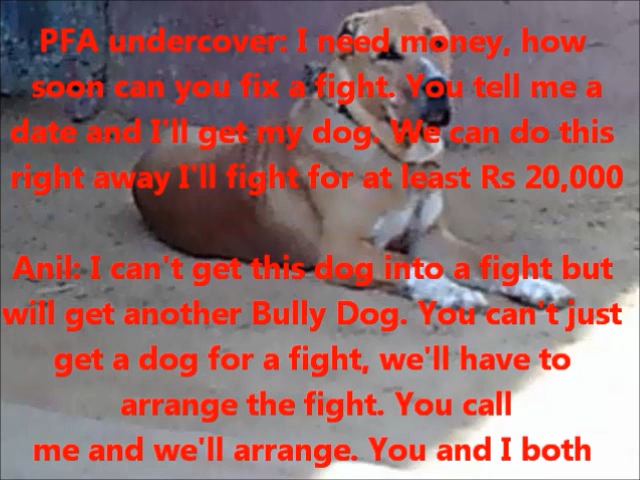 PFA undercover: I need money, how
soon can you fix a fight. You tell me a
date and I'll get my dog. We can do this
right away I'll fight for at least Rs 20,000
Anil: I can't get this dog into a fight but
will get another Bully Dog. You can't just
get a dog for a fight, we'll have to
arrange the fight. You call
me and we'll arrange. You and I both